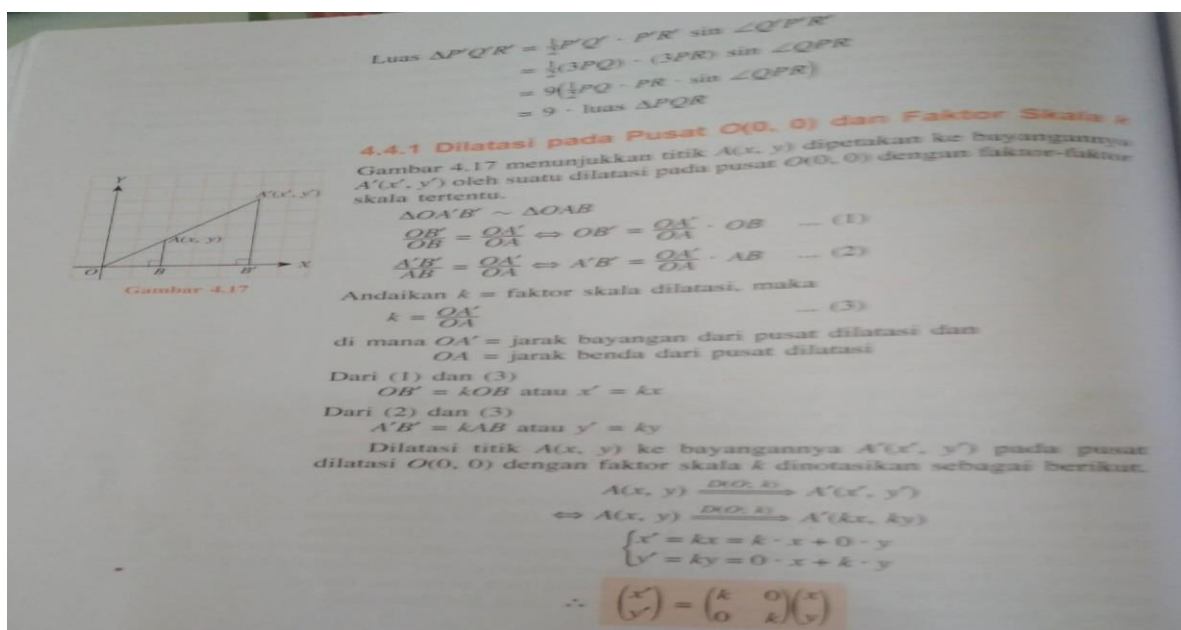 Luas ΔP'Q'R' = ½P'Q' · P'R' sin ∠Q'P'R'
= ½(3PQ) · (3PR) sin ∠QPR
= 9(½PQ · PR · sin ∠QPR)
= 9 · luas ΔPQR
4.4.1 Dilatasi pada Pusat O(0, 0) dan Faktor Skala k
Gambar 4.17 menunjukkan titik A(x, y) dipetakan ke bayangannya
A'(x', y') oleh suatu dilatasi pada pusat O(0, 0) dengan faktor-faktor
skala tertentu.
ΔOA'B' ~ ΔOAB
OB'/OB = OA'/OA ⇔ OB' = OA'/OA · OB ... (1)
A'B'/AB = OA'/OA ⇔ A'B' = OA'/OA · AB ... (2)
Andaikan k = faktor skala dilatasi, maka
k = OA'/OA ... (3)
di mana OA' = jarak bayangan dari pusat dilatasi dan
OA = jarak benda dari pusat dilatasi
Dari (1) dan (3)
OB' = kOB atau x' = kx
Dari (2) dan (3)
A'B' = kAB atau y' = ky
Dilatasi titik A(x, y) ke bayangannya A'(x', y') pada pusat
dilatasi O(0, 0) dengan faktor skala k dinotasikan sebagai berikut.
A(x, y) D(O, k)→ A'(x', y')
⇔ A(x, y) D(O, k)→ A'(kx, ky)
{x' = kx = k · x + 0 · y
y' = ky = 0 · x + k · y
∴ (x' y') = (k 0 0 k)(x y)
Y
A'(x', y')
A(x, y)
O B B' X
Gambar 4.17